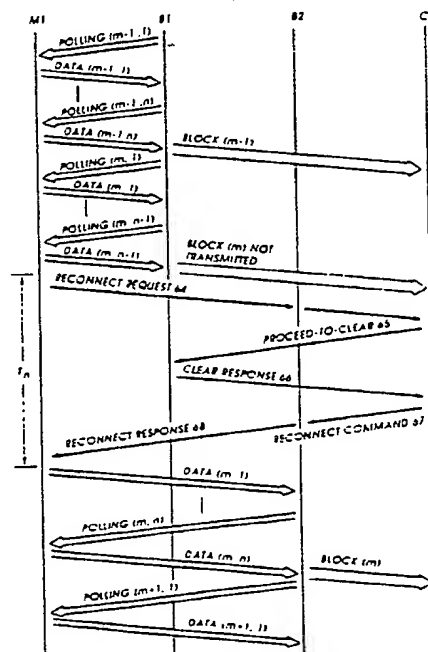 M1 B1 B2 C
POLLING (m-1, 1)
DATA (m-1, 1)
POLLING (m-1, n)
DATA (m-1, n)
BLOCK (m-1)
POLLING (m, 1)
DATA (m, 1)
POLLING (m, n-1)
DATA (m, n-1)
BLOCK (m) NOT
TRANSMITTED
RECONNECT REQUEST 64
PROCEED-TO-CLEAR 65
CLEAR RESPONSE 66
RECONNECT RESPONSE 68
RECONNECT COMMAND 67
DATA (m, 1)
POLLING (m, n)
DATA (m, n)
BLOCK (m)
POLLING (m+1, 1)
DATA (m+1, 1)